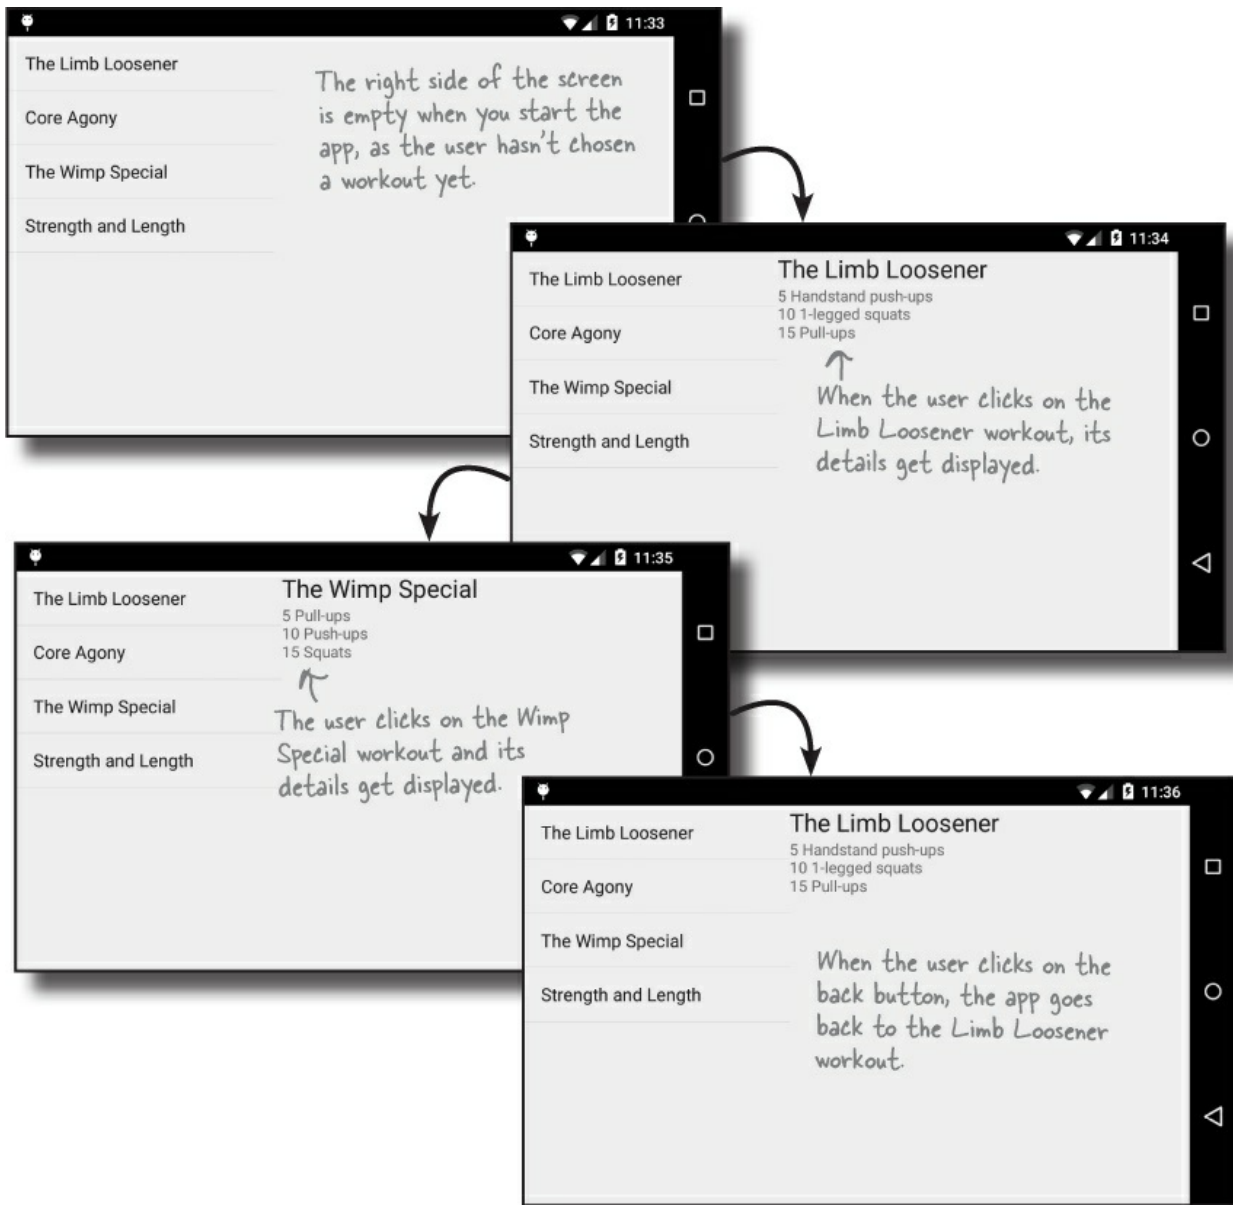 11:33
The Limb Loosener
Core Agony
The Wimp Special
Strength and Length
The right side of the screen
is empty when you start the
app, as the user hasn't chosen
a workout yet.
11:34
The Limb Loosener
Core Agony
The Wimp Special
Strength and Length
The Limb Loosener
5 Handstand push-ups
10 1-legged squats
15 Pull-ups
When the user clicks on the
Limb Loosener workout, its
details get displayed.
11:35
The Limb Loosener
Core Agony
The Wimp Special
Strength and Length
The Wimp Special
5 Pull-ups
10 Push-ups
15 Squats
The user clicks on the Wimp
Special workout and its
details get displayed.
11:36
The Limb Loosener
Core Agony
The Wimp Special
Strength and Length
The Limb Loosener
5 Handstand push-ups
10 1-legged squats
15 Pull-ups
When the user clicks on the
back button, the app goes
back to the Limb Loosener
workout.